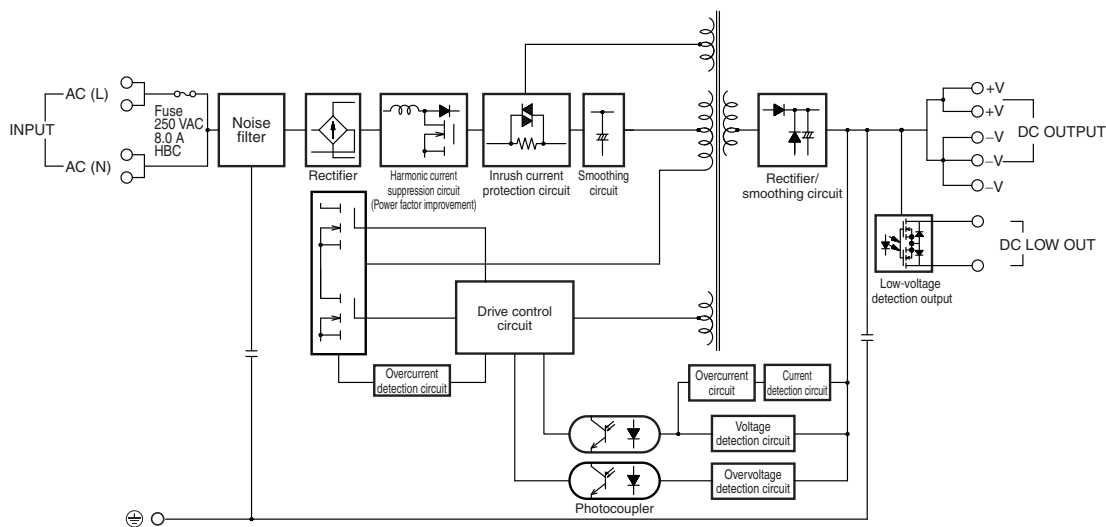 INPUT
AC (L)
AC (N)
Fuse
250 VAC
8.0 A
HBC
Noise
filter
Rectifier
Harmonic current
suppression circuit
(Power factor improvement)
Inrush current
protection circuit
Smoothing
circuit
Rectifier/
smoothing circuit
+V
+V
−V
−V
−V
DC OUTPUT
DC LOW OUT
Low-voltage
detection output
Drive control
circuit
Overcurrent
detection circuit
Overcurrent
circuit
Current
detection circuit
Voltage
detection circuit
Overvoltage
detection circuit
Photocoupler